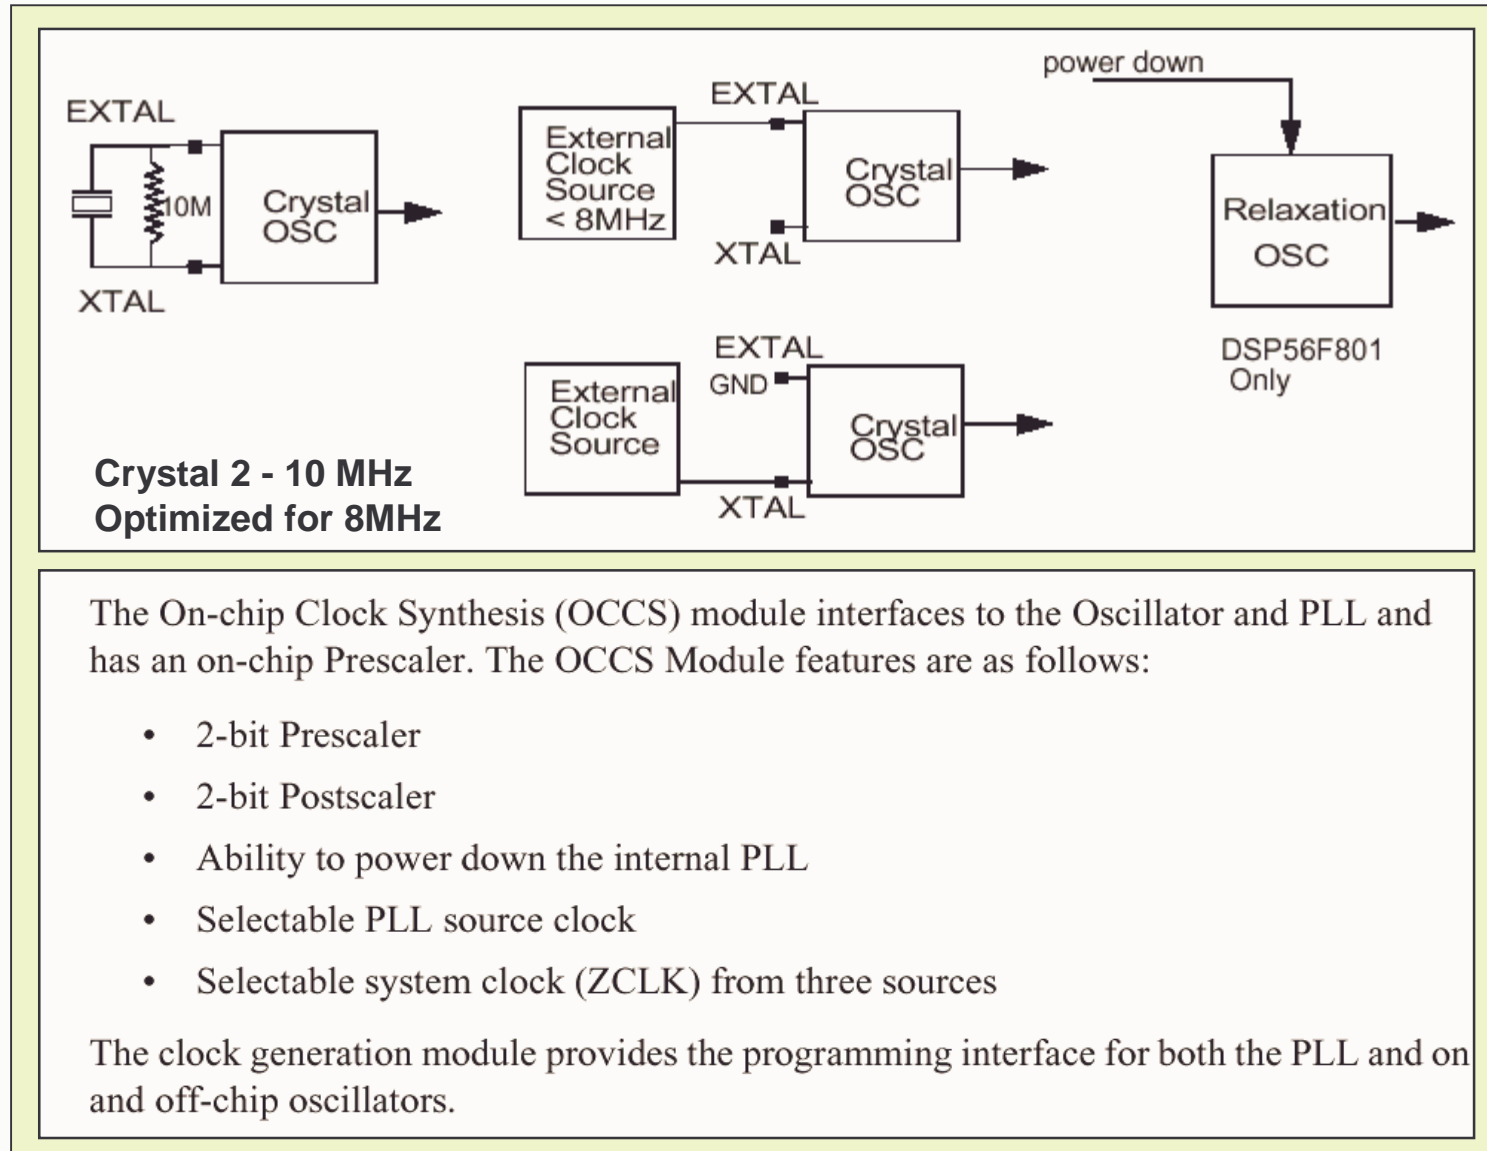 EXTAL
10M
Crystal
OSC
XTAL
Crystal 2 - 10 MHz
Optimized for 8MHz
External
Clock
Source
< 8MHz
EXTAL
XTAL
Crystal
OSC
External
Clock
Source
EXTAL
GND
XTAL
Crystal
OSC
power down
Relaxation
OSC
DSP56F801
Only
The On-chip Clock Synthesis (OCCS) module interfaces to the Oscillator and PLL and
has an on-chip Prescaler. The OCCS Module features are as follows:
• 2-bit Prescaler
• 2-bit Postscaler
• Ability to power down the internal PLL
• Selectable PLL source clock
• Selectable system clock (ZCLK) from three sources
The clock generation module provides the programming interface for both the PLL and on
and off-chip oscillators.